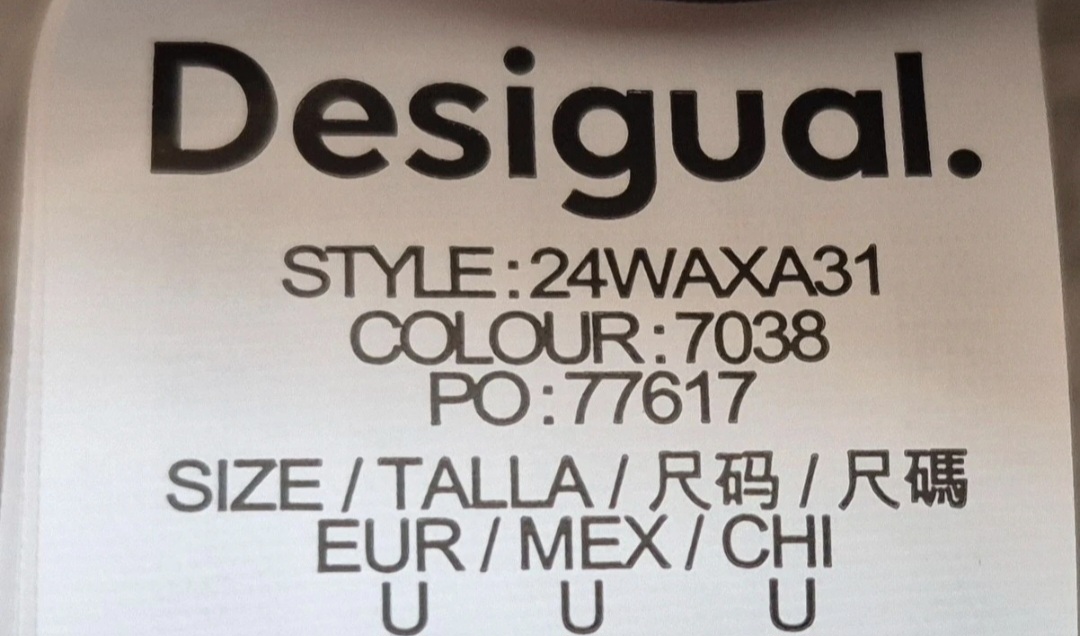 Desigual.
STYLE:24WAXA31
COLOUR:7038
PO:77617
SIZE / TALLA / 尺码 / 尺碼
EUR / MEX / CHI
U U U